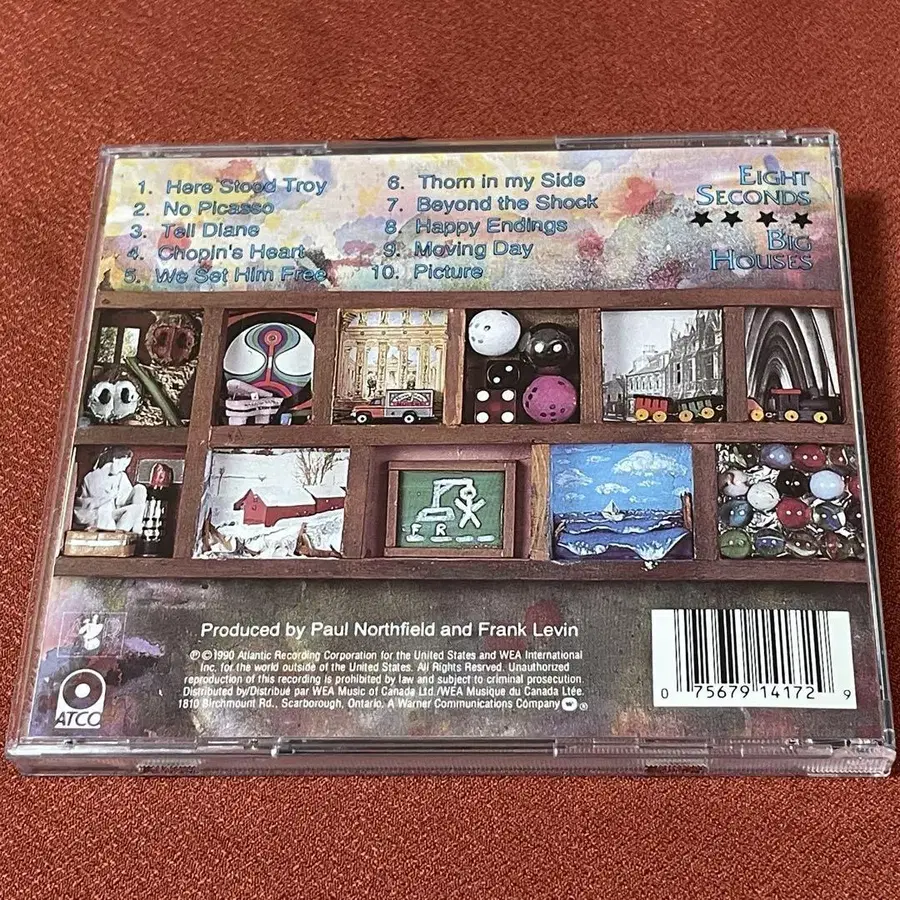 1. Here Stood Troy
2. No Picasso
3. Tell Diane
4. Chopin's Heart
5. We Set Him Free
6. Thorn in my Side
7. Beyond the Shock
8. Happy Endings
9. Moving Day
10. Picture
EIGHT
SECONDS
★ ★ ★ ★
BIG
HOUSES
Produced by Paul Northfield and Frank Levin
℗©1990 Atlantic Recording Corporation for the United States and WEA International
Inc. for the world outside of the United States. All Rights Resrved. Unauthorized
reproduction of this recording is prohibited by law and subject to criminal prosecution.
Distributed by/Distribué par WEA Music of Canada Ltd./WEA Musique du Canada Ltée.
1810 Birchmount Rd., Scarborough, Ontario. A Warner Communications Company ®
ATCO
0 75679 14172 9